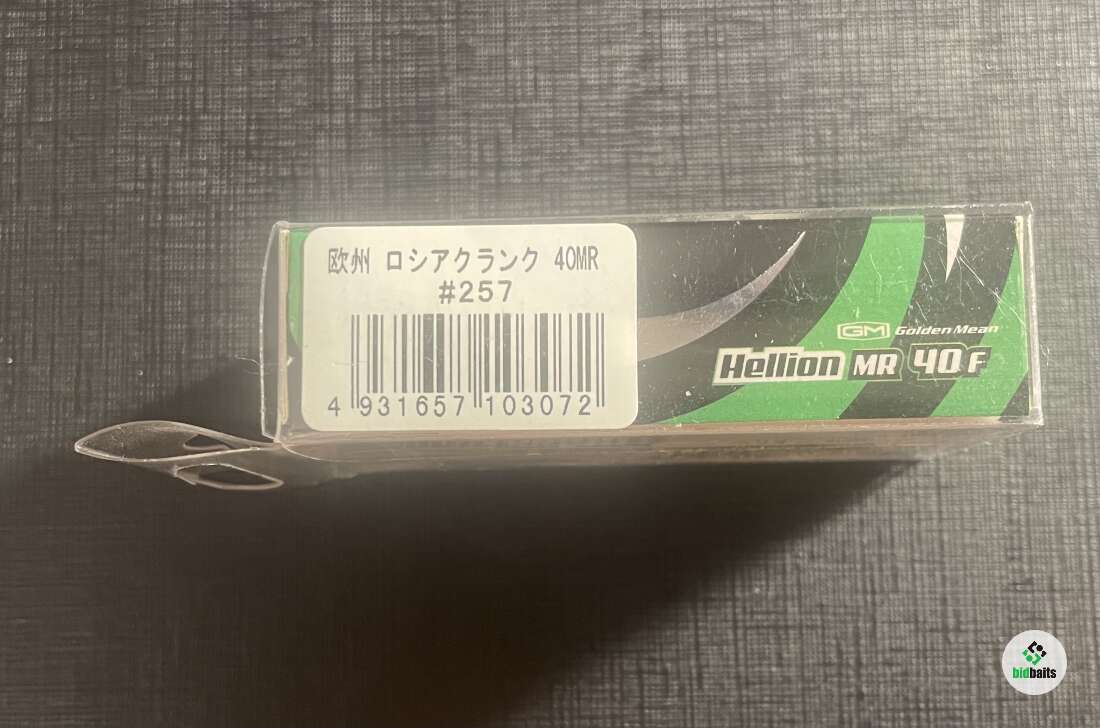 欧州 ロシアクランク 40MR
#257
4 931657 103072
GM Golden Mean
Hellion MR 40 F
bidbaits